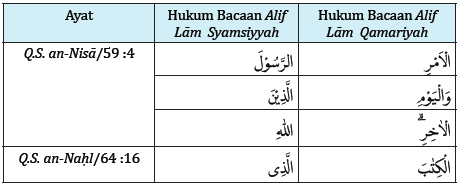 Ayat
Hukum Bacaan Alif Lām Syamsiyyah
Hukum Bacaan Alif Lām Qamariyah
Q.S. an-Nisā/59 :4
الرَّسُوْلَ
الْاَمْرِ
الَّذِيْنَ
وَالْيَوْمِ
اللهِ
الْاٰخِرِۗ
Q.S. an-Naḥl/64 :16
الَّذِى
الْكِتٰبَ